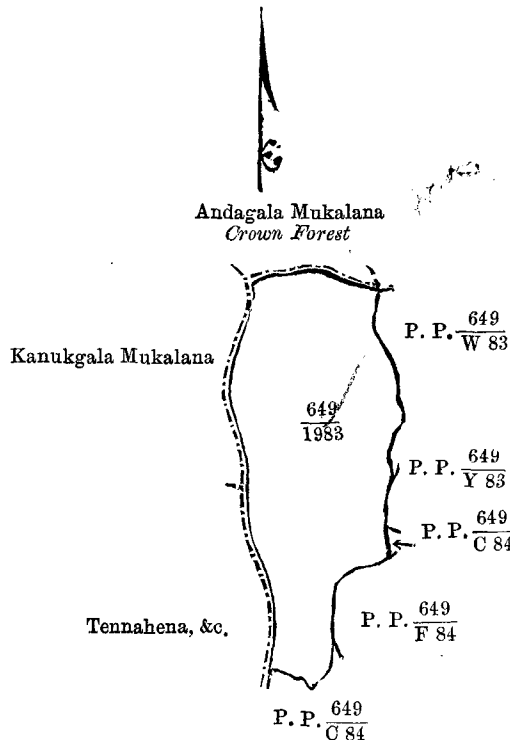 Andagala Mukalana
Crown Forest
P. P. 649/W 83
Kanukgala Mukalana
649/1983
P. P. 649/Y 83
P. P. 649/C 84
Tennahena, &c.
P. P. 649/F 84
P. P. 649/C 84